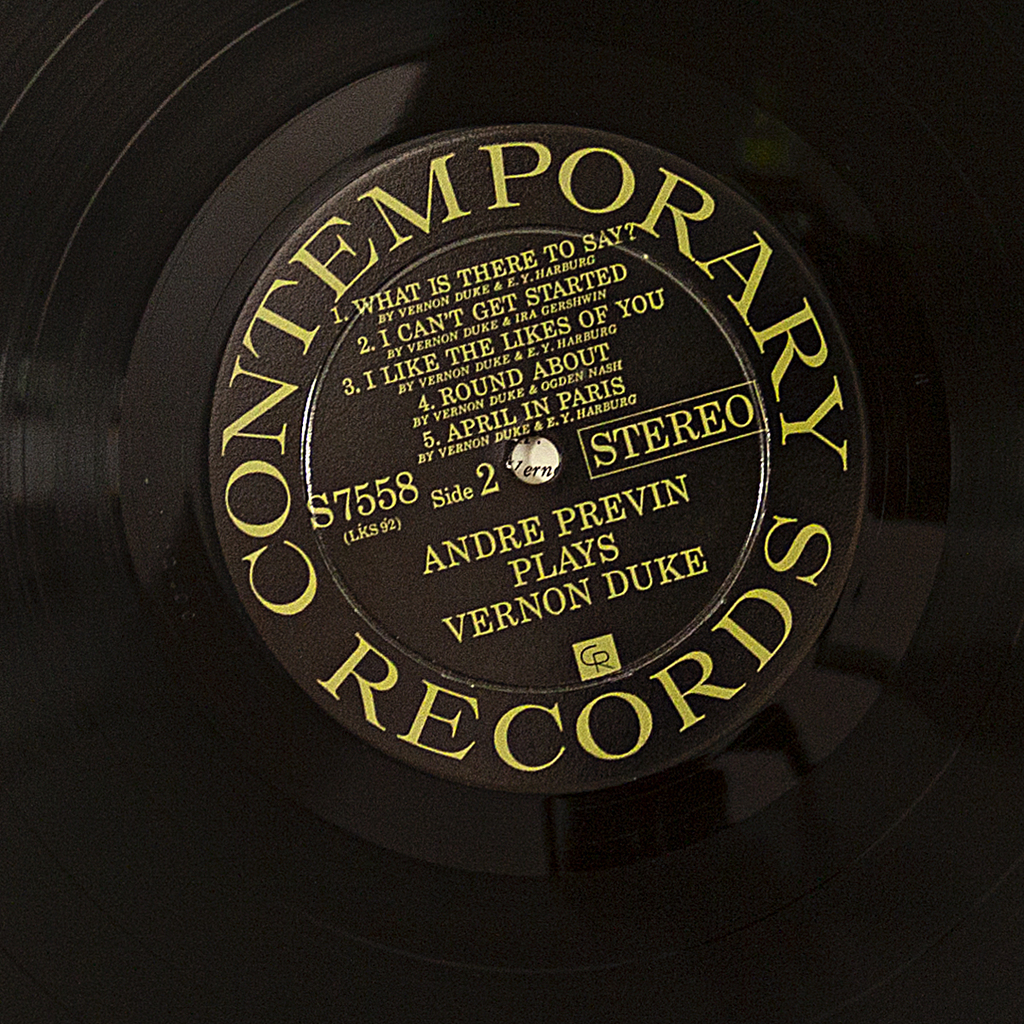 CONTEMPORARY RECORDS
1. WHAT IS THERE TO SAY?
BY VERNON DUKE & E. Y. HARBURG
2. I CAN'T GET STARTED
BY VERNON DUKE & IRA GERSHWIN
3. I LIKE THE LIKES OF YOU
BY VERNON DUKE & E. Y. HARBURG
4. ROUND ABOUT
BY VERNON DUKE & OGDEN NASH
5. APRIL IN PARIS
BY VERNON DUKE & E. Y. HARBURG
S7558 Side 2 STEREO
(LKS 92)
ANDRE PREVIN
PLAYS
VERNON DUKE
CR